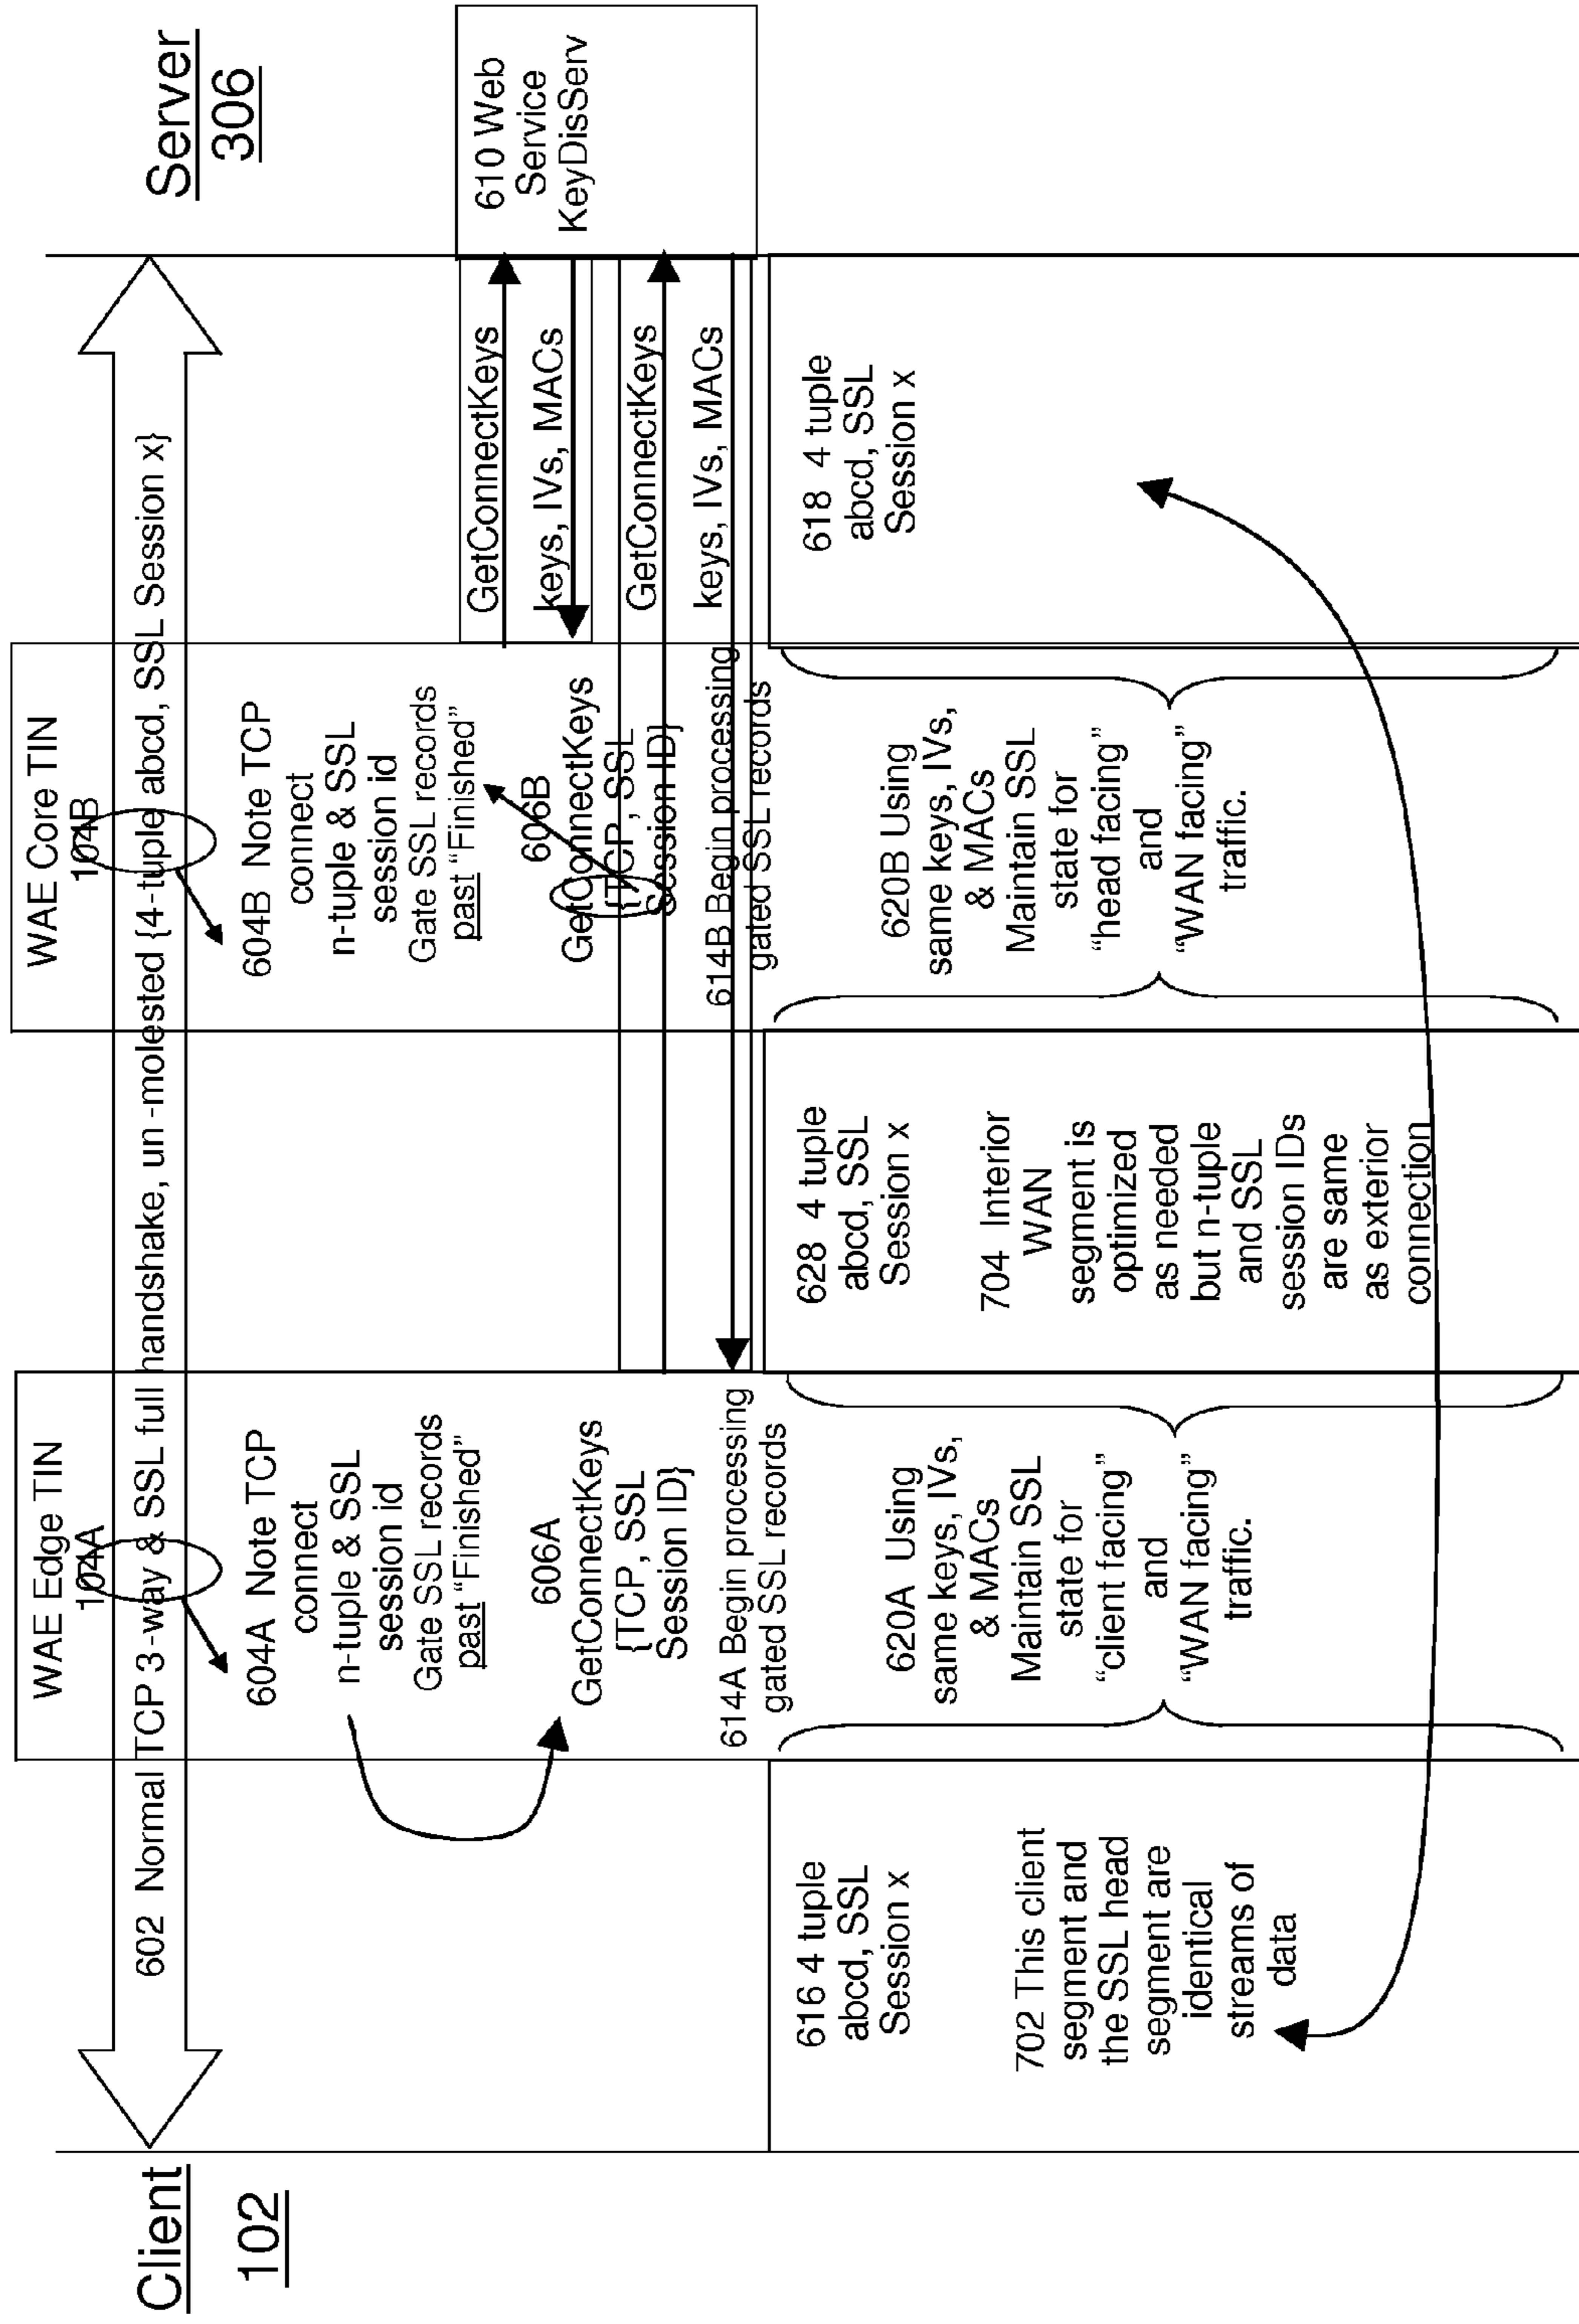 Client
102
Server
306
WAE Edge TIN
104A
WAE Core TIN
104B
602 Normal TCP 3-way & SSL full handshake, un -molested {4-tuple abcd, SSL Session x}
604A Note TCP
connect
n-tuple & SSL
session id
Gate SSL records
past “Finished”
606A
GetConnectKeys
{TCP, SSL
Session ID}
614A Begin processing
gated SSL records
604B Note TCP
connect
n-tuple & SSL
session id
Gate SSL records
past “Finished”
606B
GetConnectKeys
{TCP, SSL
Session ID}
614B Begin processing
gated SSL records
GetConnectKeys
keys, IVs, MACs
GetConnectKeys
keys, IVs, MACs
610 Web
Service
KeyDisServ
616 4 tuple
abcd, SSL
Session x
702 This client
segment and
the SSL head
segment are
identical
streams of
data
620A Using
same keys, IVs,
& MACs
Maintain SSL
state for
“client facing”
and
“WAN facing”
traffic.
628 4 tuple
abcd, SSL
Session x
704 Interior
WAN
segment is
optimized
as needed
but n-tuple
and SSL
session IDs
are same
as exterior
connection
620B Using
same keys, IVs,
& MACs
Maintain SSL
state for
“head facing”
and
“WAN facing”
traffic.
618 4 tuple
abcd, SSL
Session x